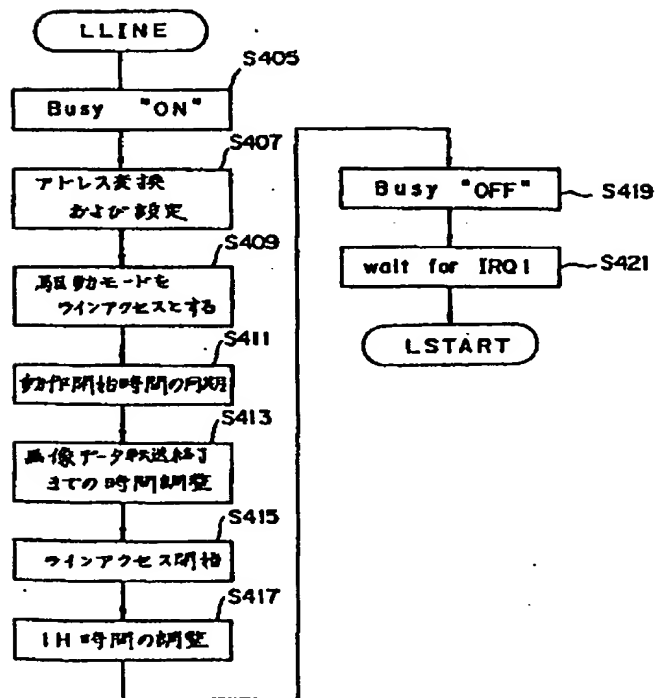 LLINE
S405
Busy "ON"
S407
アドレス変換
および設定
S409
駆動モードを
ラインアクセスとする
S411
動作開始時間の同期
S413
画像データ転送終了
までの時間調整
S415
ラインアクセス開始
S417
1H時間の調整
Busy "OFF"
S419
wait for IRQ1
S421
LSTART